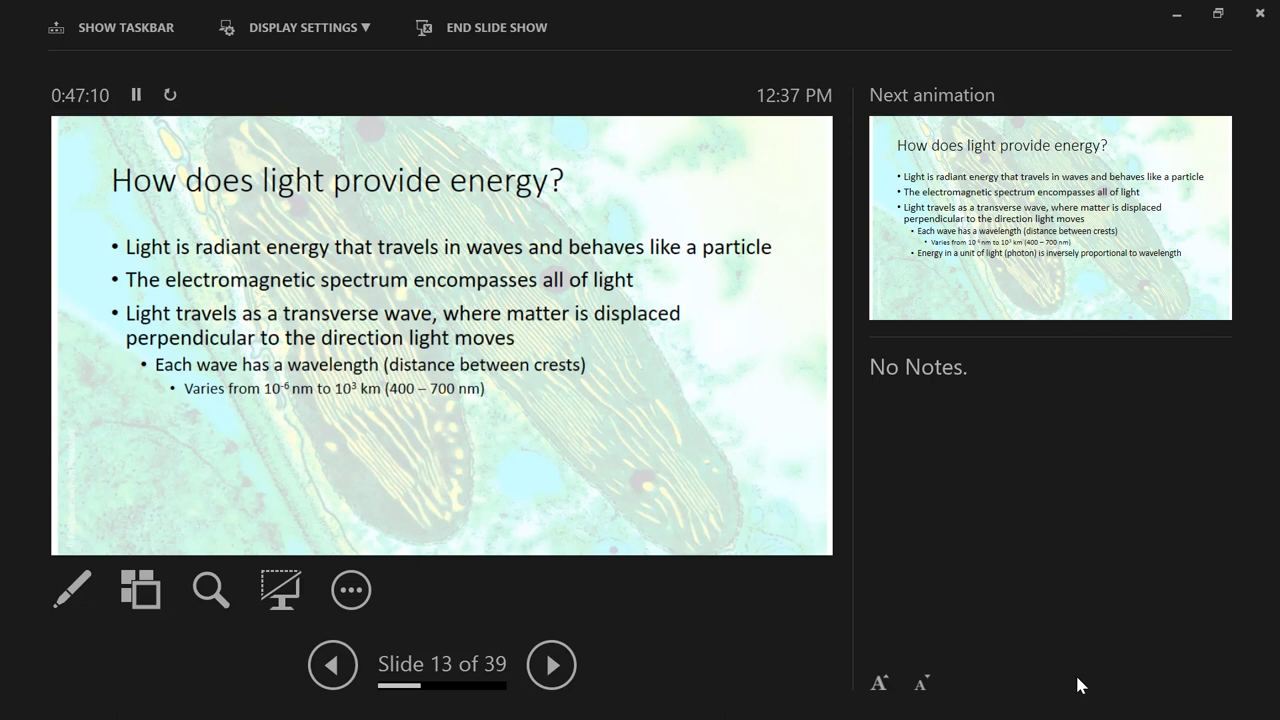 SHOW TASKBAR
DISPLAY SETTINGS ▼
END SLIDE SHOW
0:47:10
12:37 PM
How does light provide energy?
• Light is radiant energy that travels in waves and behaves like a particle
• The electromagnetic spectrum encompasses all of light
• Light travels as a transverse wave, where matter is displaced
perpendicular to the direction light moves
• Each wave has a wavelength (distance between crests)
• Varies from 10⁻⁶ nm to 10³ km (400 – 700 nm)
Slide 13 of 39
Next animation
How does light provide energy?
• Light is radiant energy that travels in waves and behaves like a particle
• The electromagnetic spectrum encompasses all of light
• Light travels as a transverse wave, where matter is displaced
perpendicular to the direction light moves
• Each wave has a wavelength (distance between crests)
• Varies from 10⁻⁶ nm to 10³ km (400 – 700 nm)
• Energy in a unit of light (photon) is inversely proportional to wavelength
No Notes.
A A